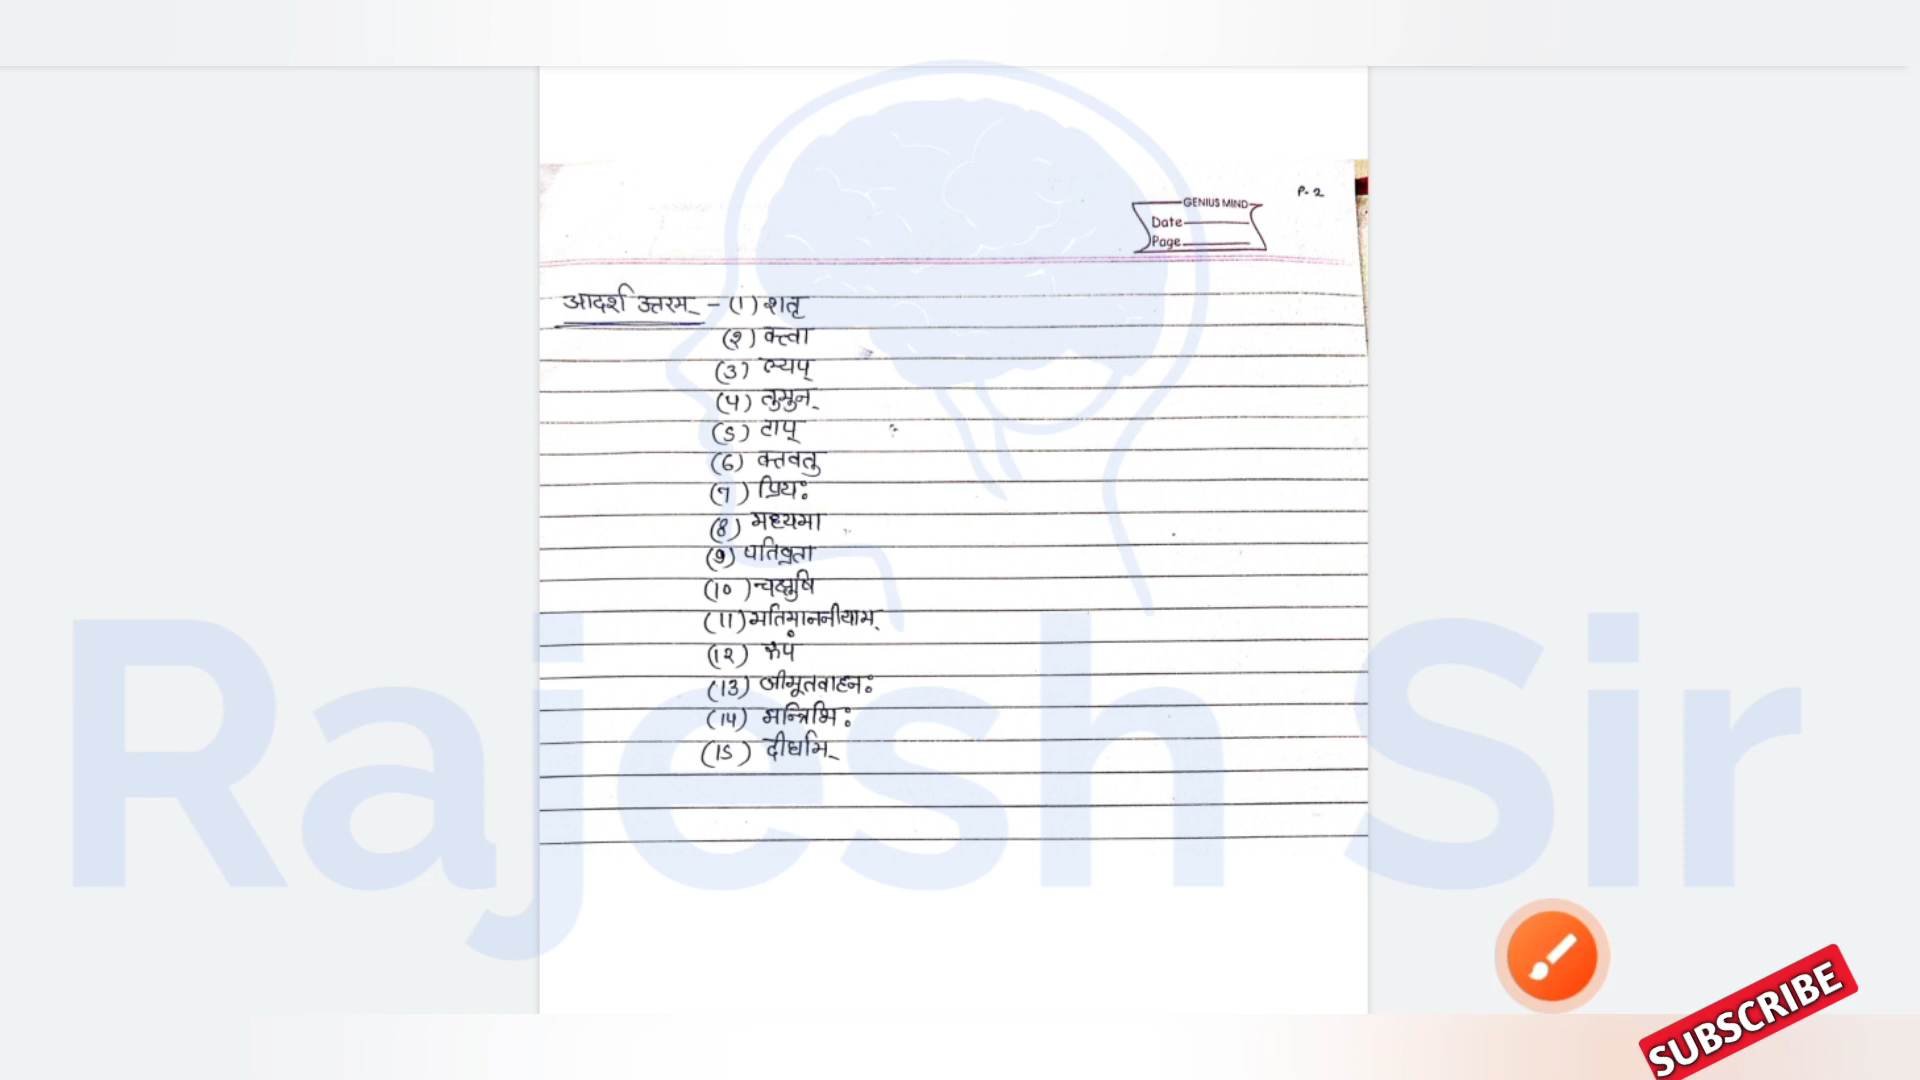 P-2
GENIUS MIND
Date
Page
आदर्श उत्तरम् - (1) शतृ
(2) क्त्वा
(3) ल्यप्
(4) तुमुन्
(5) टाप्
(6) क्तवतु
(7) प्रियः
(8) मध्यमा
(9) पतिव्रता
(10) चक्षुषि
(11) मतिमाननीयाम्
(12)
(13) जीमूतवाहनः
(14) मन्त्रिभिः
(15) दीर्घाम्
Rajesh Sir
SUBSCRIBE